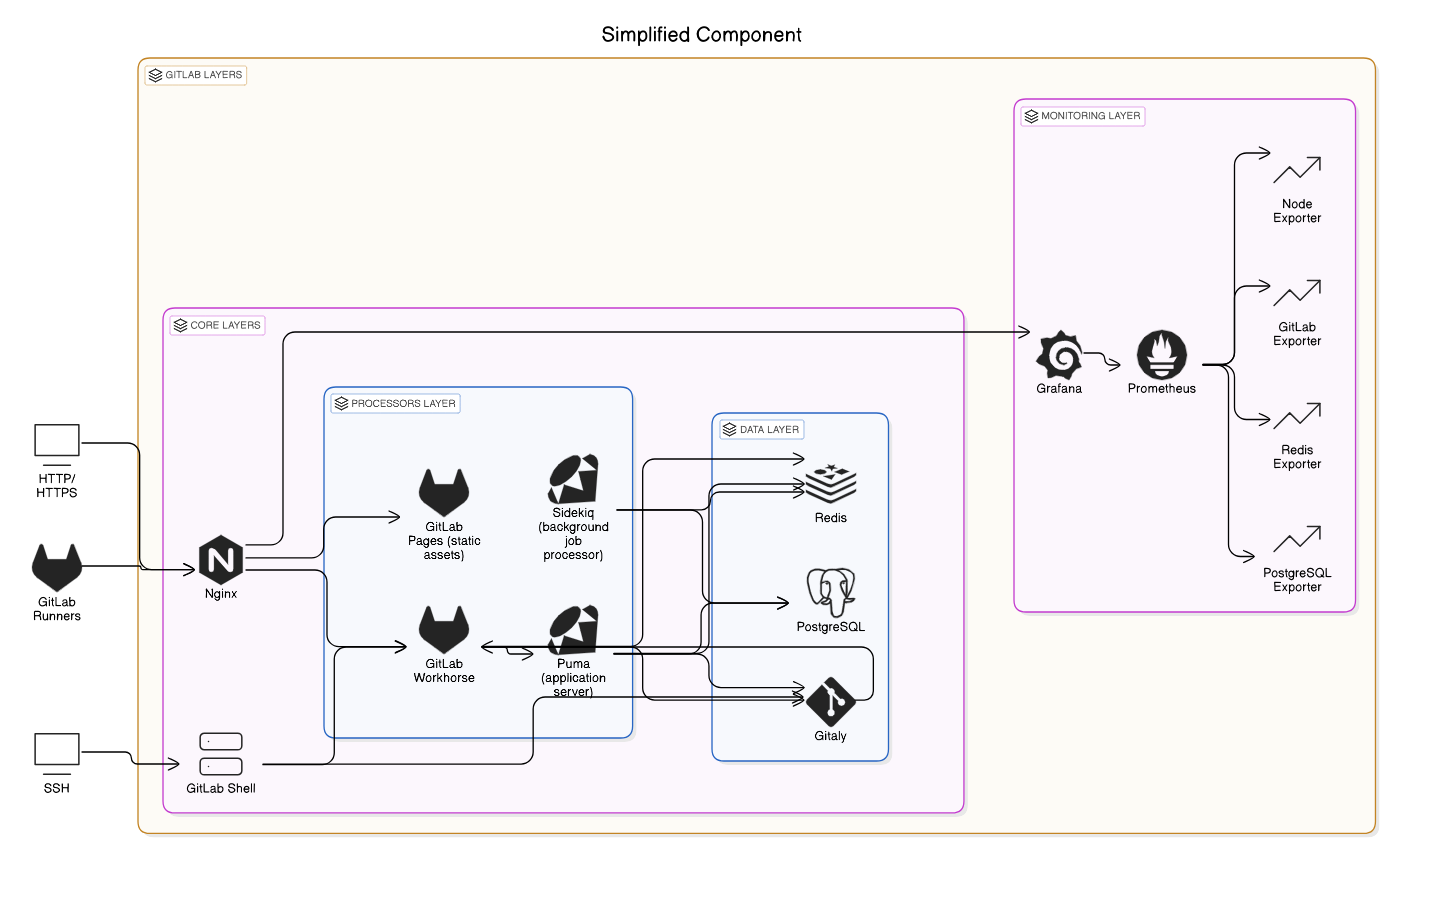 Simplified Component
GITLAB LAYERS
MONITORING LAYER
Node
Exporter
GitLab
Exporter
CORE LAYERS
Grafana
Prometheus
PROCESSORS LAYER
DATA LAYER
Redis
Exporter
HTTP/
HTTPS
GitLab
Pages (static
assets)
Sidekiq
(background
job
processor)
Redis
Nginx
GitLab
Runners
PostgreSQL
Exporter
PostgreSQL
GitLab
Workhorse
Puma
(application
server)
Gitaly
SSH
GitLab Shell